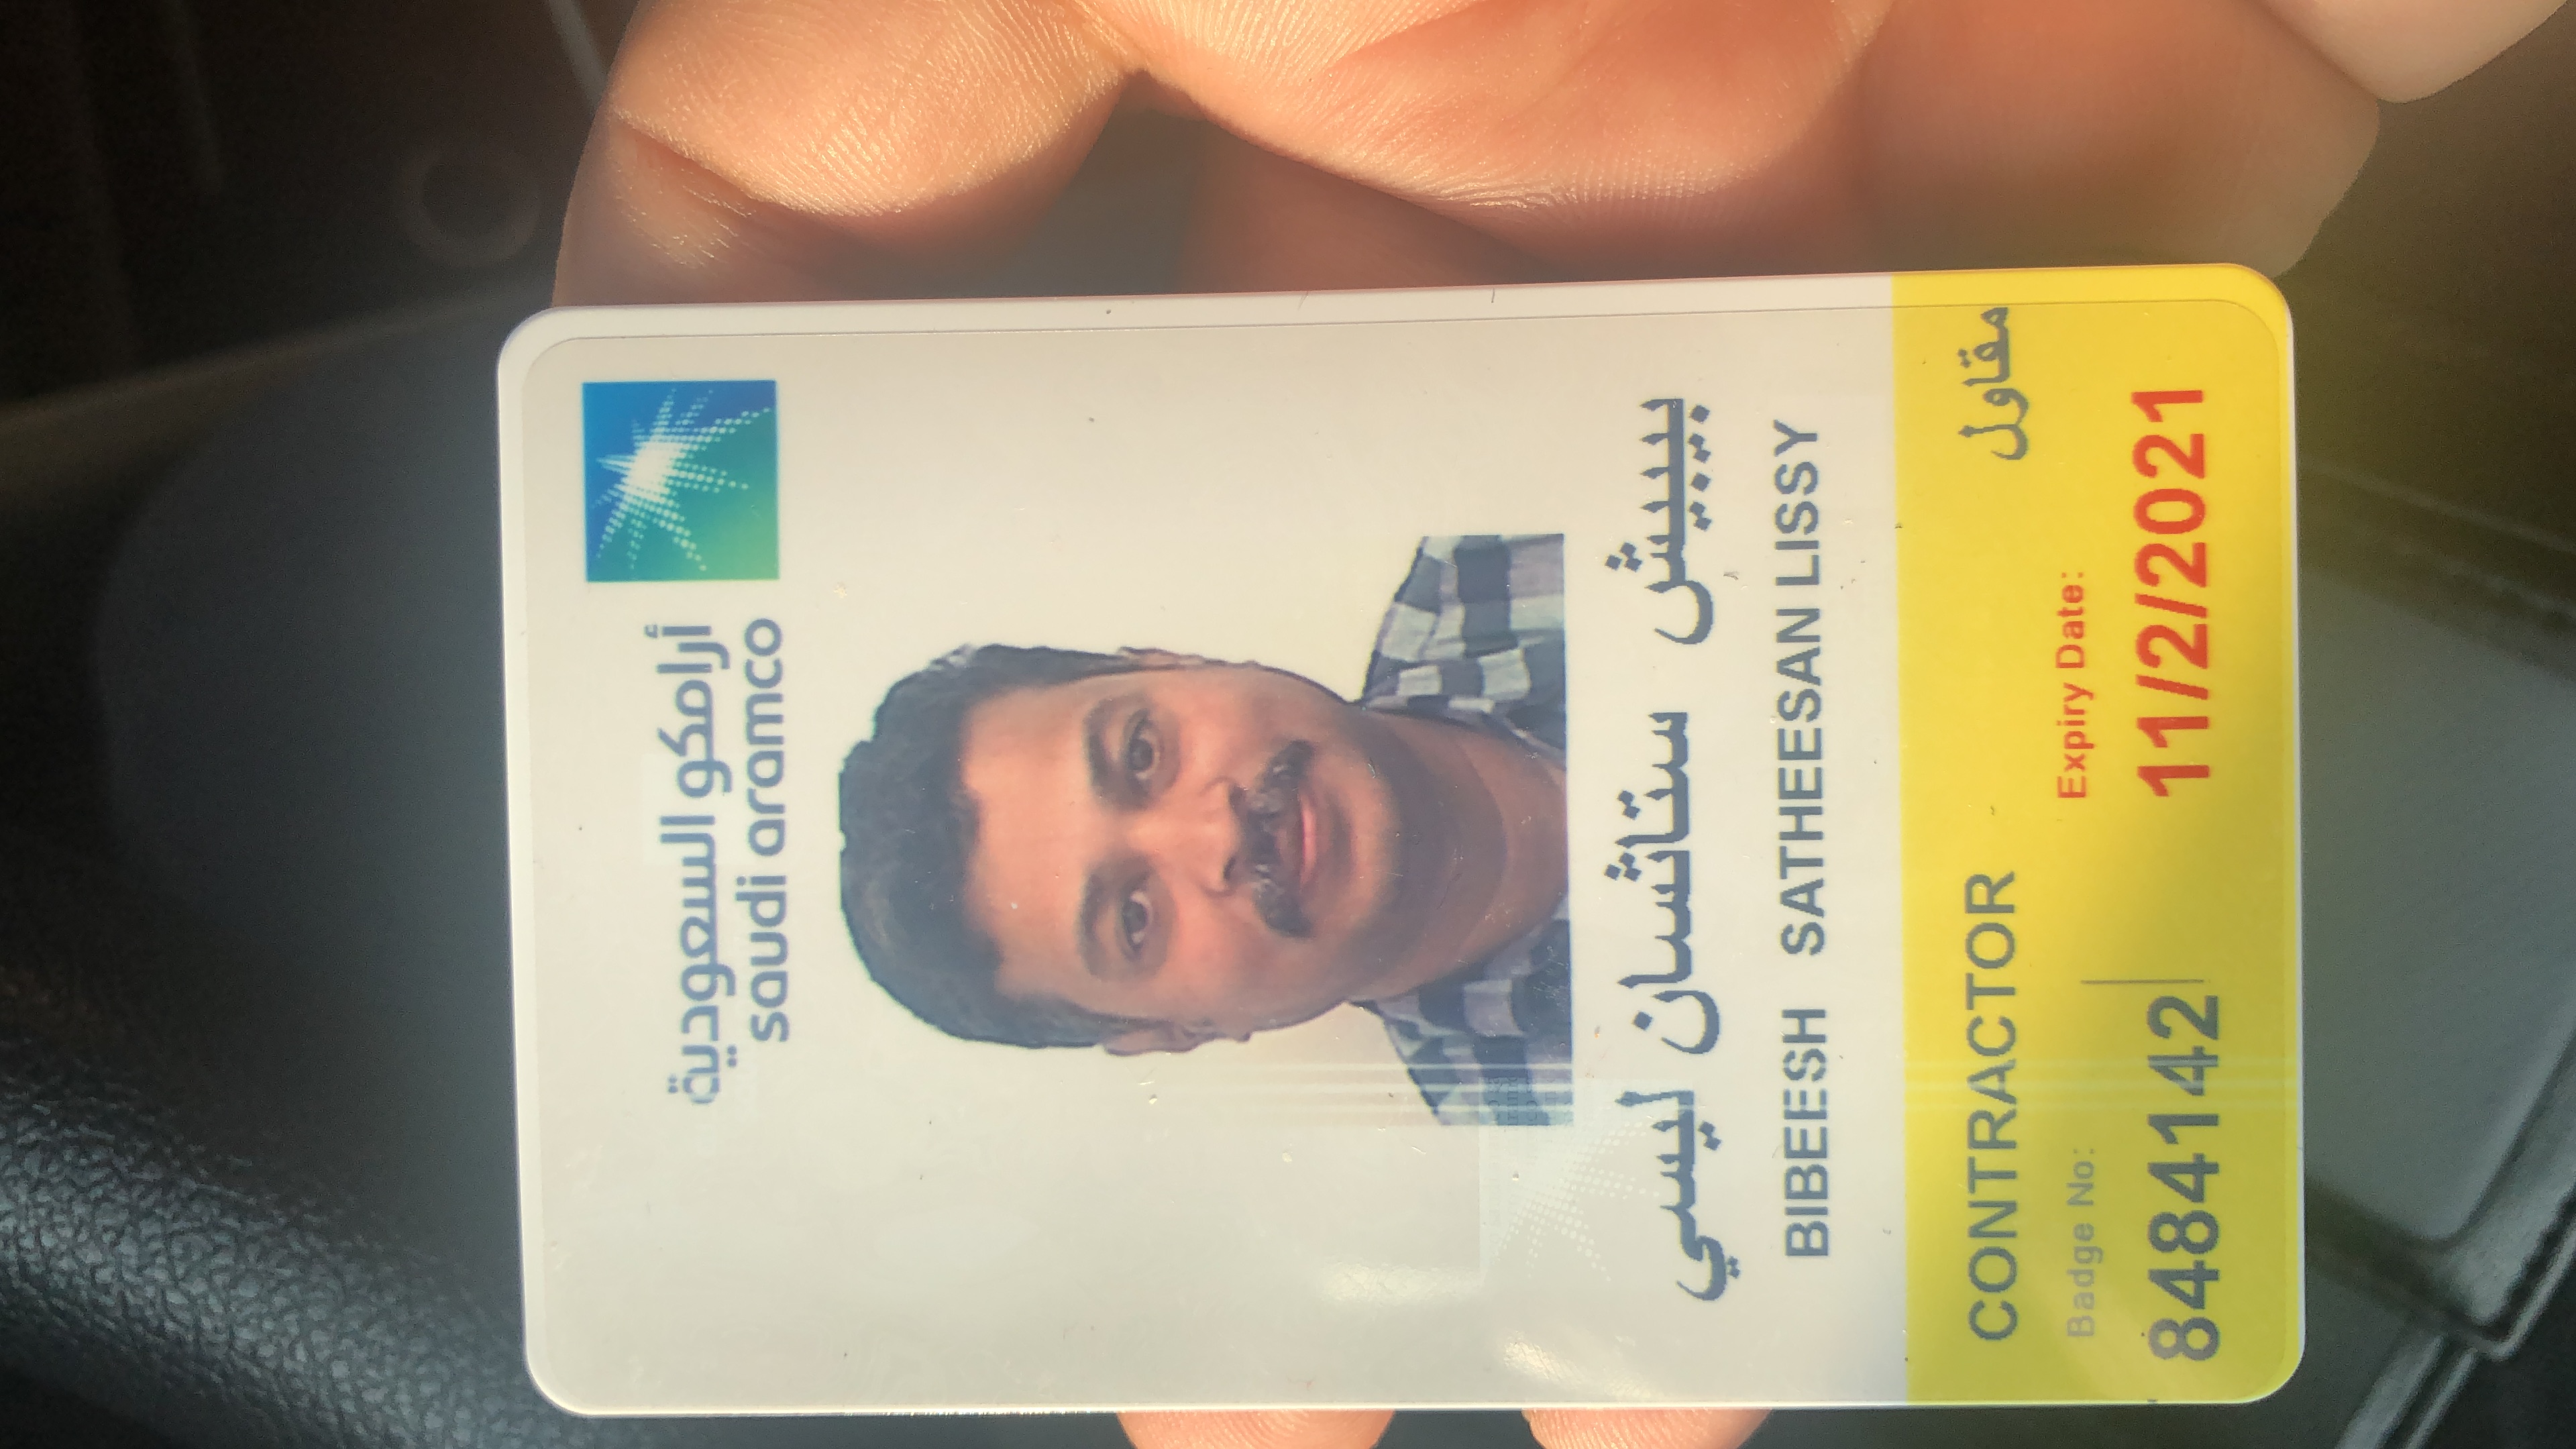 أرامكو السعودية
saudi aramco
بيبيش ستاثسان ليسي
BIBEESH SATHEESAN LISSY
CONTRACTOR مقاول
Badge No: Expiry Date:
8484142 11/2/2021